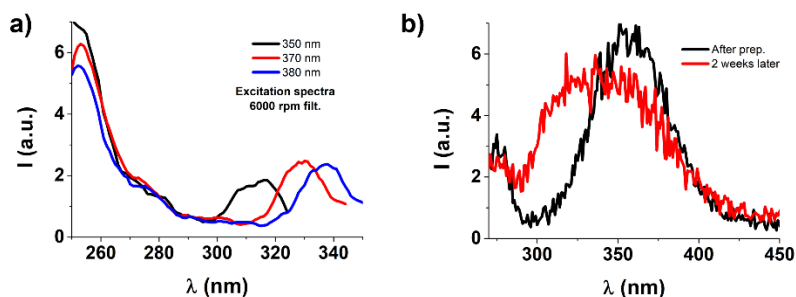 a)
I (a.u.)
6
4
2
0
350 nm
370 nm
380 nm
Excitation spectra
6000 rpm filt.
260 280 300 320 340
λ (nm)
b)
I (a.u.)
6
4
2
0
After prep.
2 weeks later
300 350 400 450
λ (nm)